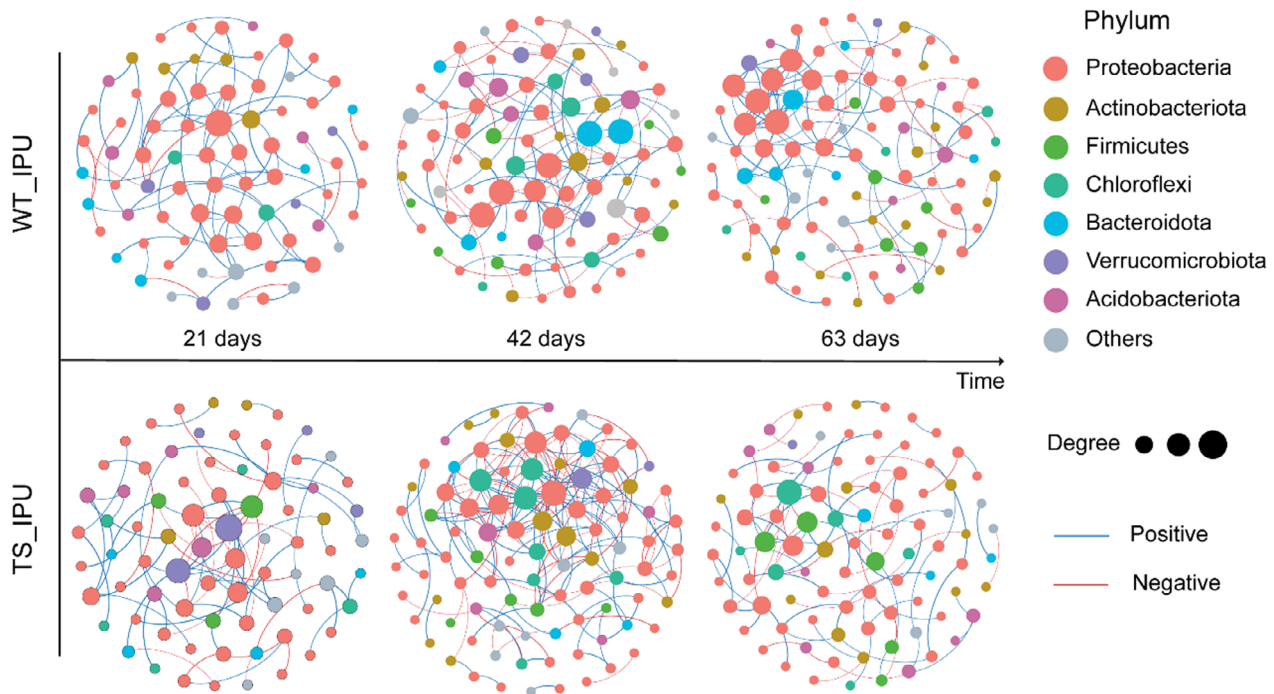 WT_IPU
21 days
42 days
63 days
Time
TS_IPU
Phylum
Proteobacteria
Actinobacteriota
Firmicutes
Chloroflexi
Bacteroidota
Verrucomicrobiota
Acidobacteriota
Others
Degree
Positive
Negative